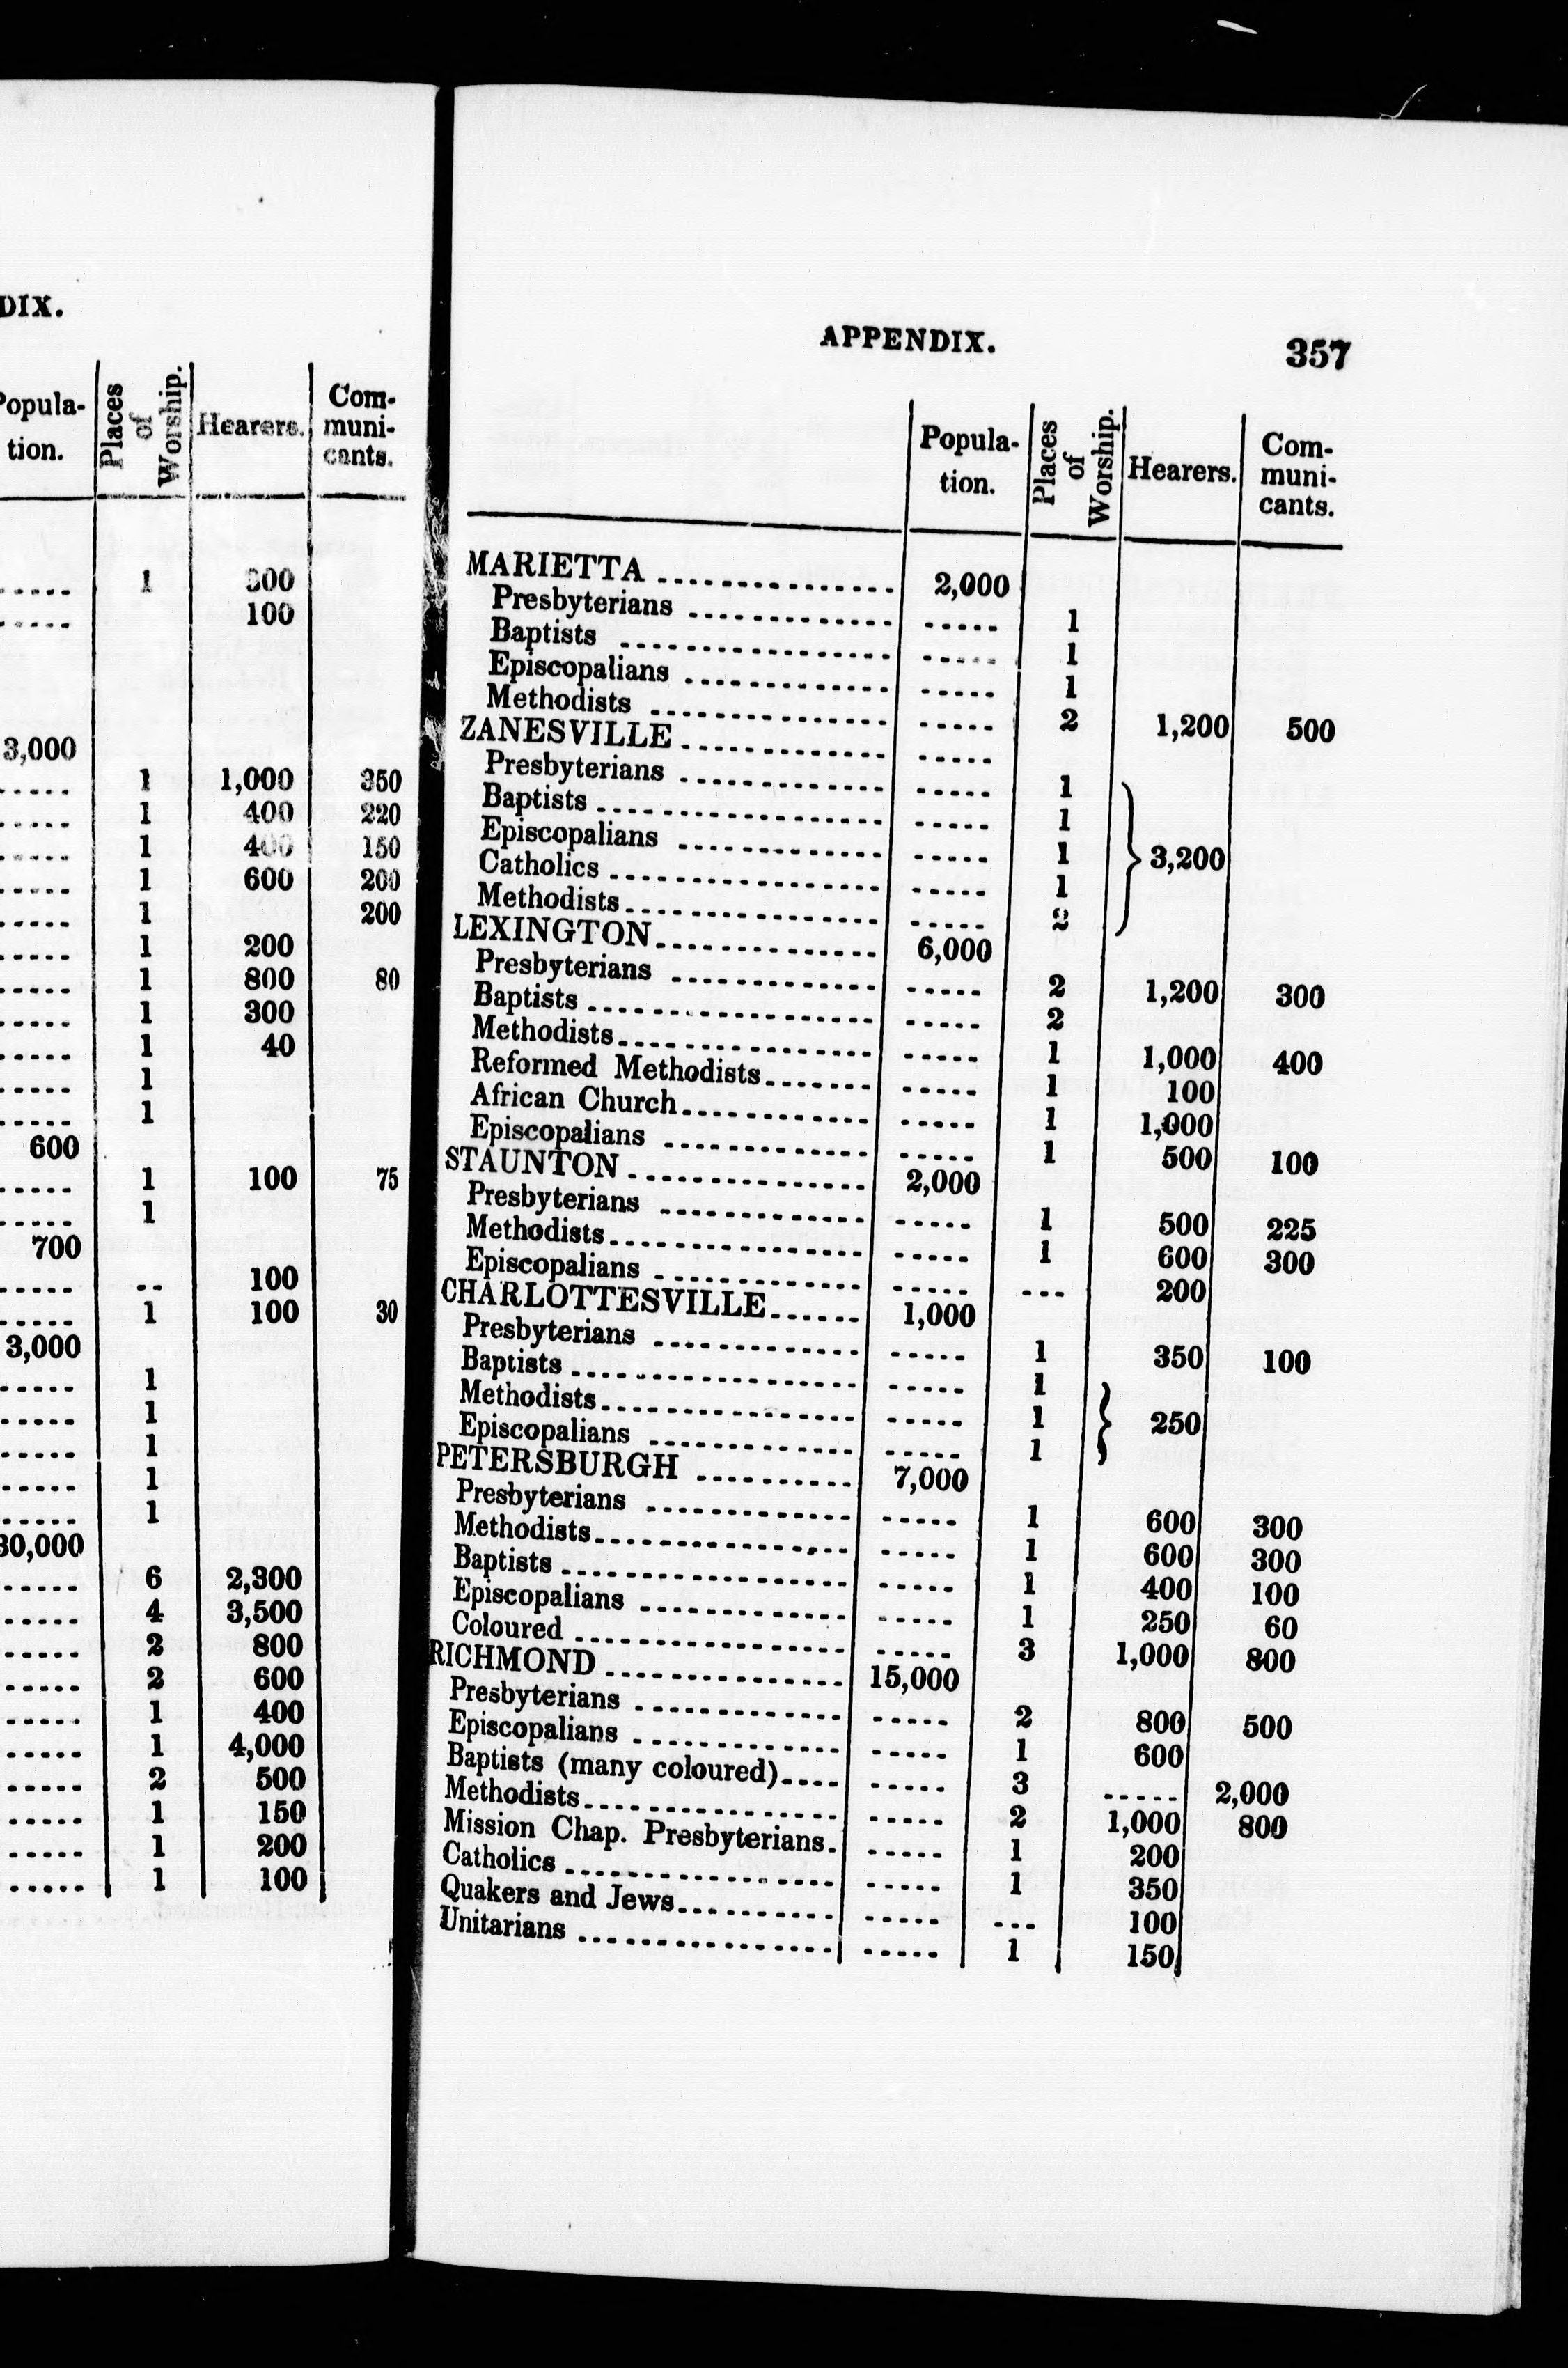 DIX.
Popula-
tion.
Places
of
Worship.
Hearers.
Com-
muni-
cants.
..... 1 300
..... 100
3,000
..... 1 1,000 350
..... 1 400 220
..... 1 400 150
..... 1 600 200
..... 1 200
..... 1 200
..... 1 800 80
..... 1 300
..... 1 40
..... 1
..... 1
600
..... 1 100 75
..... 1
700
..... .. 100
..... 1 100 30
3,000
..... 1
..... 1
..... 1
..... 1
..... 1
30,000
..... 6 2,300
..... 4 3,500
..... 2 800
..... 2 600
..... 1 400
..... 1 4,000
..... 2 500
..... 1 150
..... 1 200
..... 1 100
APPENDIX. 357
Popula-
tion.
Places
of
Worship.
Hearers.
Com-
muni-
cants.
MARIETTA ............... 2,000
Presbyterians ............. ..... 1
Baptists ................. ..... 1
Episcopalians ............. ..... 1
Methodists ............... ..... 2 1,200 500
ZANESVILLE ............. .....
Presbyterians ............. ..... 1
Baptists .................. ..... 1
Episcopalians ............. ..... 1 } 3,200
Catholics ................. ..... 1
Methodists ................ ..... 2
LEXINGTON .............. 6,000
Presbyterians ............. ..... 2 1,200 300
Baptists .................. ..... 2
Methodists ................ ..... 1 1,000 400
Reformed Methodists ....... ..... 1 100
African Church ............ ..... 1 1,000
Episcopalians ............. ..... 1 500 100
STAUNTON ............... 2,000
Presbyterians ............. ..... 1 500 225
Methodists ................ ..... 1 600 300
Episcopalians ............. ..... ... 200
CHARLOTTESVILLE ...... 1,000
Presbyterians ............. ..... 1 350 100
Baptists .................. ..... 1
Methodists ................ ..... 1 } 250
Episcopalians ............. ..... 1
PETERSBURGH ........... 7,000
Presbyterians ............. ..... 1 600 300
Methodists ................ ..... 1 600 300
Baptists .................. ..... 1 400 100
Episcopalians ............. ..... 1 250 60
Coloured .................. ..... 3 1,000 800
RICHMOND ............... 15,000
Presbyterians ............. ..... 2 800 500
Episcopalians ............. ..... 1 600
Baptists (many coloured) .... ..... 3 ..... 2,000
Methodists ................ ..... 2 1,000 800
Mission Chap. Presbyterians. ..... 1 200
Catholics ................. ..... 1 350
Quakers and Jews .......... ..... ... 100
Unitarians ................ ..... 1 150